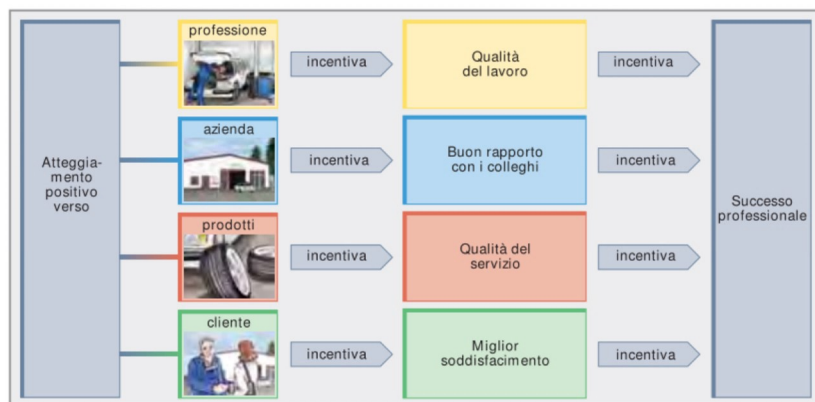 Atteggia-
mento
positivo
verso
professione
incentiva
Qualità
del lavoro
incentiva
azienda
incentiva
Buon rapporto
con i colleghi
incentiva
prodotti
incentiva
Qualità del
servizio
incentiva
cliente
incentiva
Miglior
soddisfacimento
incentiva
Successo
professionale